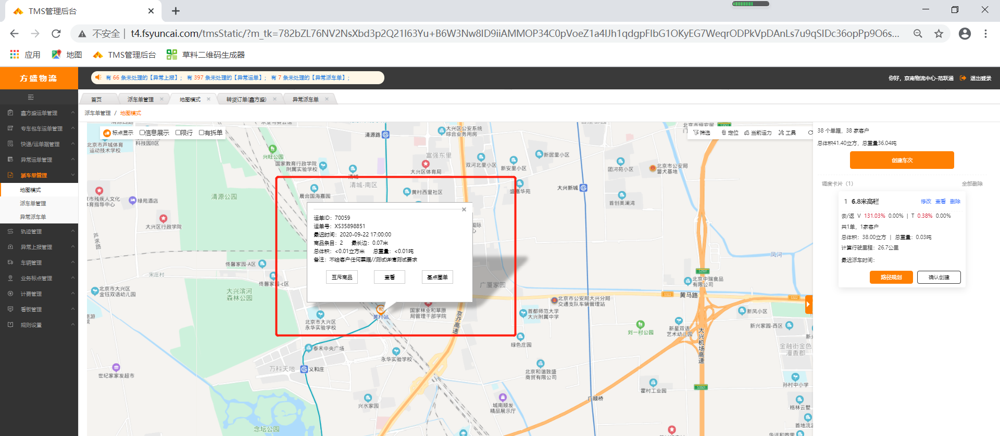 TMS管理后台
不安全
t4.fsyuncai.com/tmsStatic/?m_tk=782bZL76NV2NsXbd3p2Q21I63Yu+B6W3Nw8ID9iiAMMOP34C0pVoeZ1a4IJh1qdgpFIbG1OKyEG7WeqrODPkVpDAnLs7u9qSIDc36opPp9O6s...
应用 地图 TMS管理后台 草料二维码生成器
方盛物流
有 66 条未处理的【异常上报】； 有 397 条未处理的【异常运单】； 有 7 条未处理的【异常派车单】；
你好，京南物流中心-范跃通 退出登录
首页 派车单管理 地图模式 转货订单(鑫方盛) 异常派车单
派车单管理 / 地图模式
鑫方盛运单管理
专车包车运单管理
快递/运单据管理
异常运单管理
派车单管理
地图模式
派车单管理
异常派车单
轨迹管理
异常上报管理
车辆管理
业务标点管理
计费管理
看板管理
规则设置
标点显示 信息展示 限行 有拆单
筛选 定位 当前运力 工具
清源路
大兴区公安系统
综合业务用房
北京市芦城体育
运动技术学校
科技园B区
兴旺公园
国家教育行政学院
附属实验学校
清城
清城-南区
富强东里
大兴区体育局
双河北里小区
新安里小区
新居里小区
团河苑小区
北京市公安局
警犬基地
S3501
大兴新城
首创美澜湾
盛嘉华苑
黄村西里社区
晨合国海嘉园
清源公园
绿苑酒店
市残疾人文化
体育指导中心
大兴区行政学院
芦求路
佟馨家园-A区
佟馨家园-c区
宋庄村
北京市大兴区
金钰双语幼儿园
大兴滨河
森林公园
运单ID：70059
运单号：XS35898851
最迟时间：2020-09-22 17:00:00
商品条目：2 最长边：0.07米
总体积：<0.01立方米 总重量：<0.01吨
备注：不给客户任何票据//测试详情测试要求
互斥商品 查看 基点圈单
国际
广厦家园
黄村站
国家林业和草原
局管理干部学院
京开高速
北京市大兴区
永华实验学校
北京市公安局大兴分局
交通支队车辆管理站
首都师范大学
大兴附属中学
绿色庄园
北京中瑞食品
有限公司
S3501
黄马路
凤河
新凤小区
新兴家园-西区
新星双语
艺术幼儿园
刘一村公园
大兴机场高速
金融街金色
漫香郡
泰禾中央广场
永华实验学校
万科天地
义和庄
世纪家家发超市
北京和谐致盛
商贸有限公司
霍村工业园
S3501
孙村中小学
格林云墅
首地浣溪
华远和煦里
兴水家园
城南顺发
精品展示厅
广顺桥
念坛公园
38 个单据，38 家客户
总体积41.40立方，总重量36.04吨
创建车次
调度卡片（1） 全部删除
1 6.8米高栏 修改 查看 删除
去/返 V 131.03% 0.00% | T 0.38% 0.00%
共1单，1家客户
总体积：38.00立方 | 总重量：0.03吨
计算行驶里程：26.7公里
最迟派车时间：
路径规划 确认创建